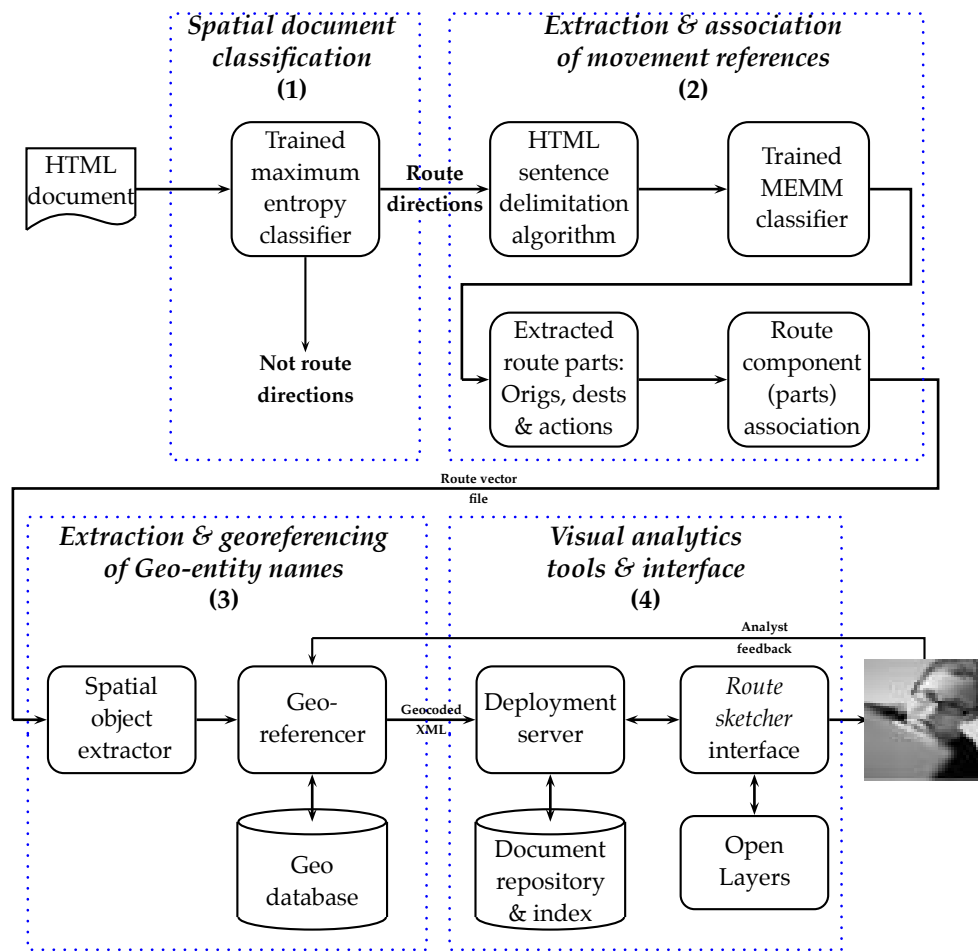 Spatial document
classification
(1)
Extraction & association
of movement references
(2)
HTML
document
Trained
maximum
entropy
classifier
Route
directions
HTML
sentence
delimitation
algorithm
Trained
MEMM
classifier
Not route
directions
Extracted
route parts:
Origs, dests
& actions
Route
component
(parts)
association
Route vector
file
Extraction & georeferencing
of Geo-entity names
(3)
Visual analytics
tools & interface
(4)
Analyst
feedback
Spatial
object
extractor
Geo-
referencer
Geocoded
XML
Deployment
server
Route
sketcher
interface
Geo
database
Document
repository
& index
Open
Layers